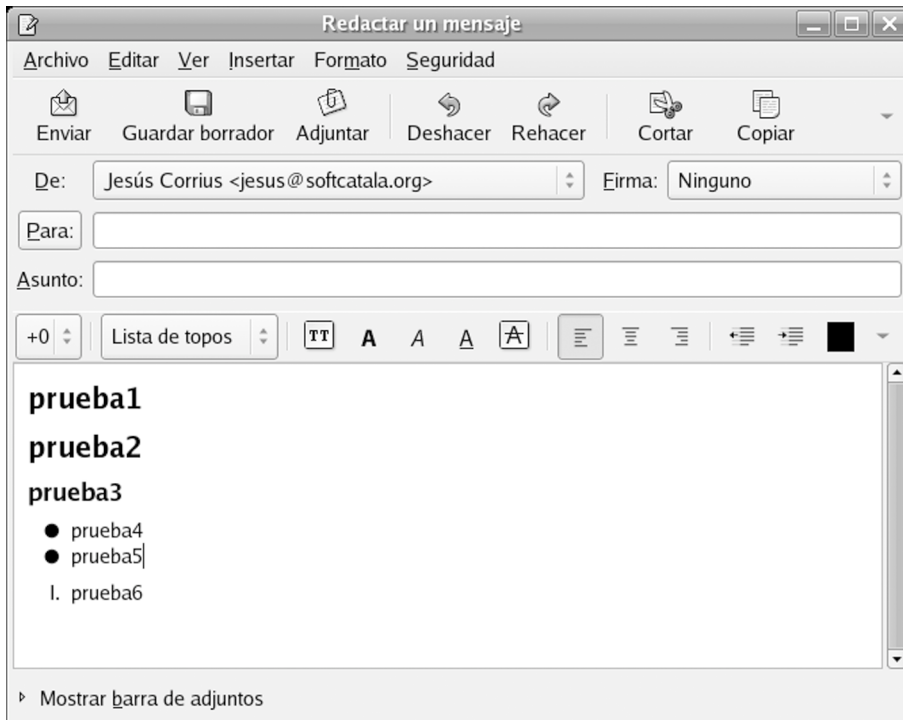 Redactar un mensaje
Archivo Editar Ver Insertar Formato Seguridad
Enviar Guardar borrador Adjuntar Deshacer Rehacer Cortar Copiar
De: Jesús Corrius <jesus@softcatala.org> Firma: Ninguno
Para:
Asunto:
+0 Lista de topos TT A A A A
prueba1
prueba2
prueba3
● prueba4
● prueba5
I. prueba6
Mostrar barra de adjuntos